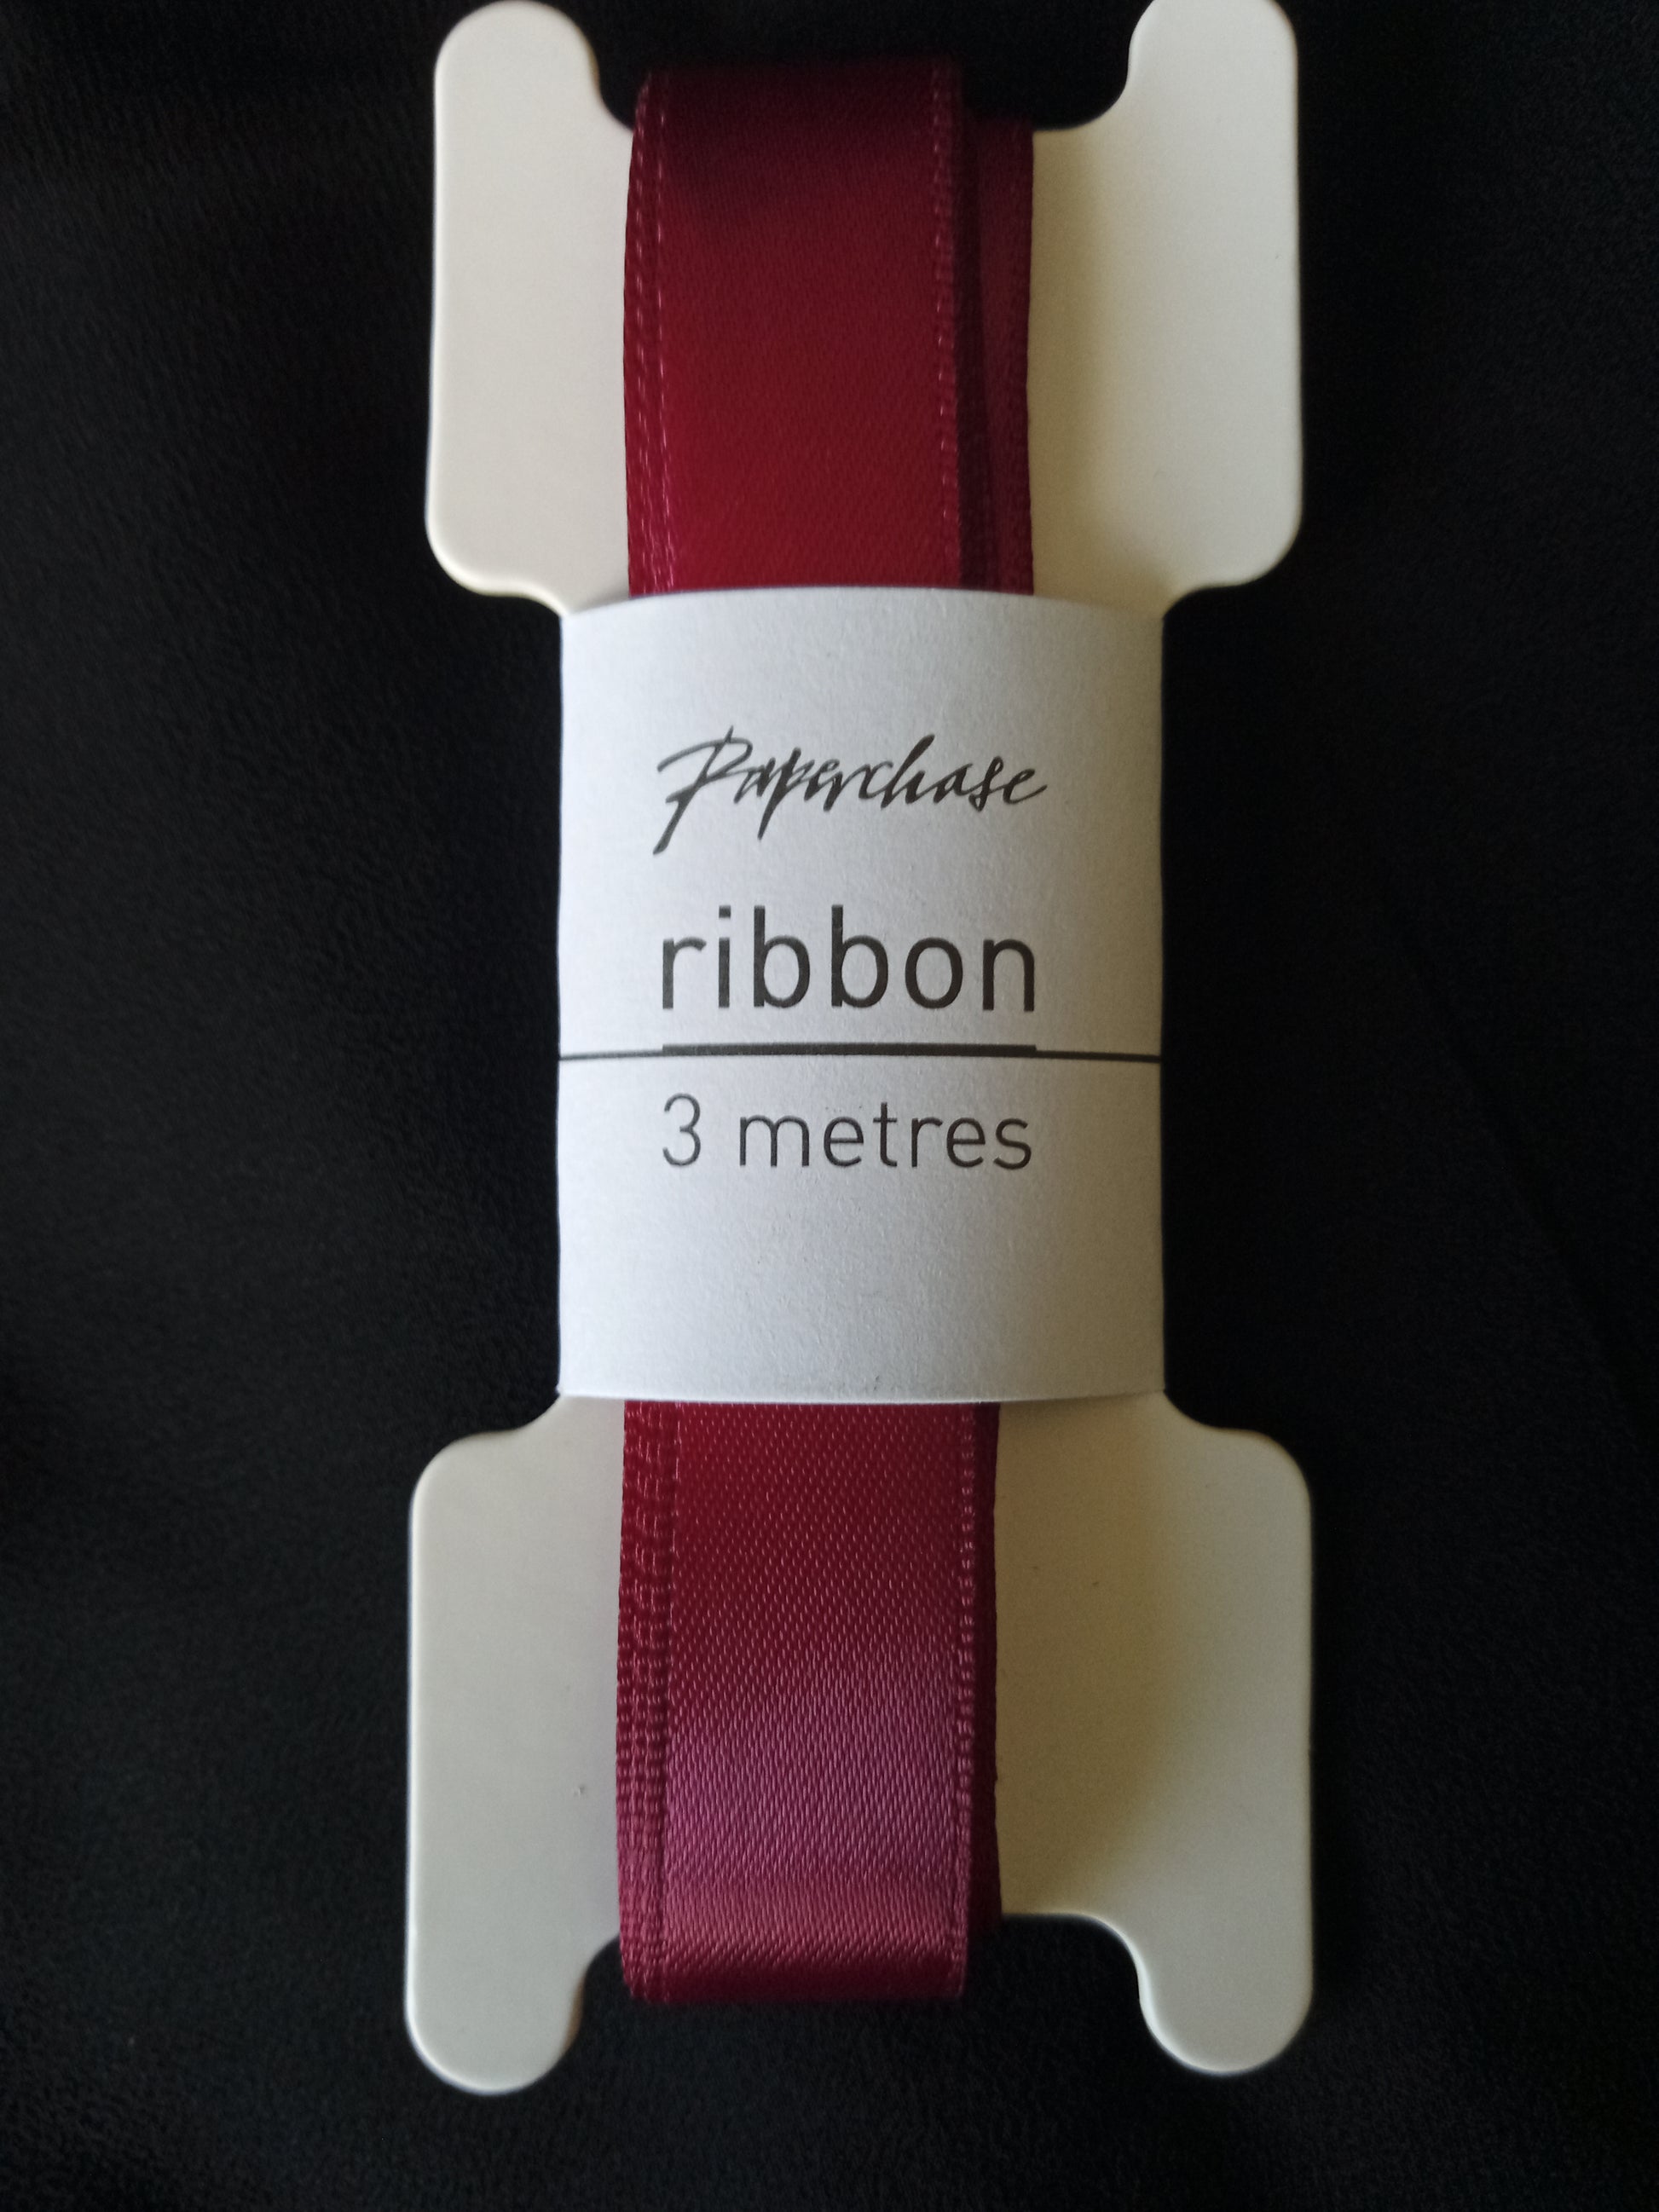 Paperchase
ribbon
3 metres